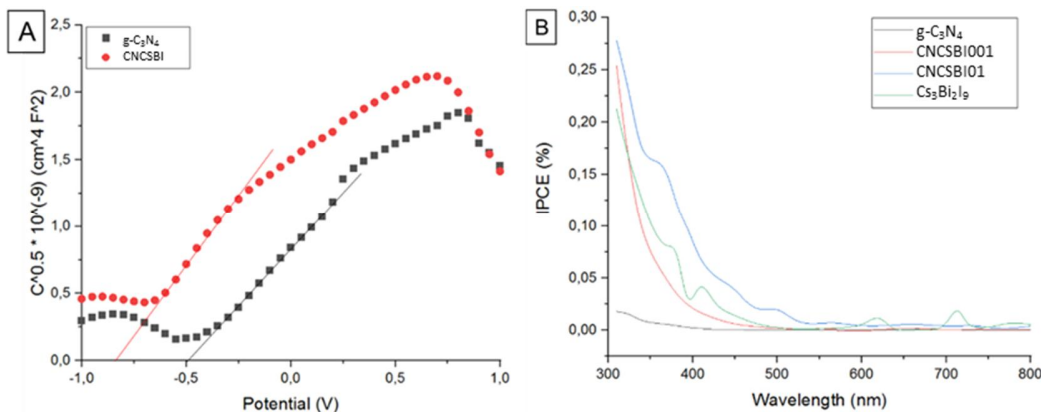 A
g-C₃N₄
CNCSBI
2,5
2,0
1,5
1,0
0,5
0,0
C^0.5 * 10^(-9) (cm^4 F^2)
-1,0 -0,5 0,0 0,5 1,0
Potential (V)
B
g-C₃N₄
CNCSBI001
CNCSBI01
Cs₃Bi₂I₉
0,30
0,25
0,20
0,15
0,10
0,05
0,00
IPCE (%)
300 400 500 600 700 800
Wavelength (nm)